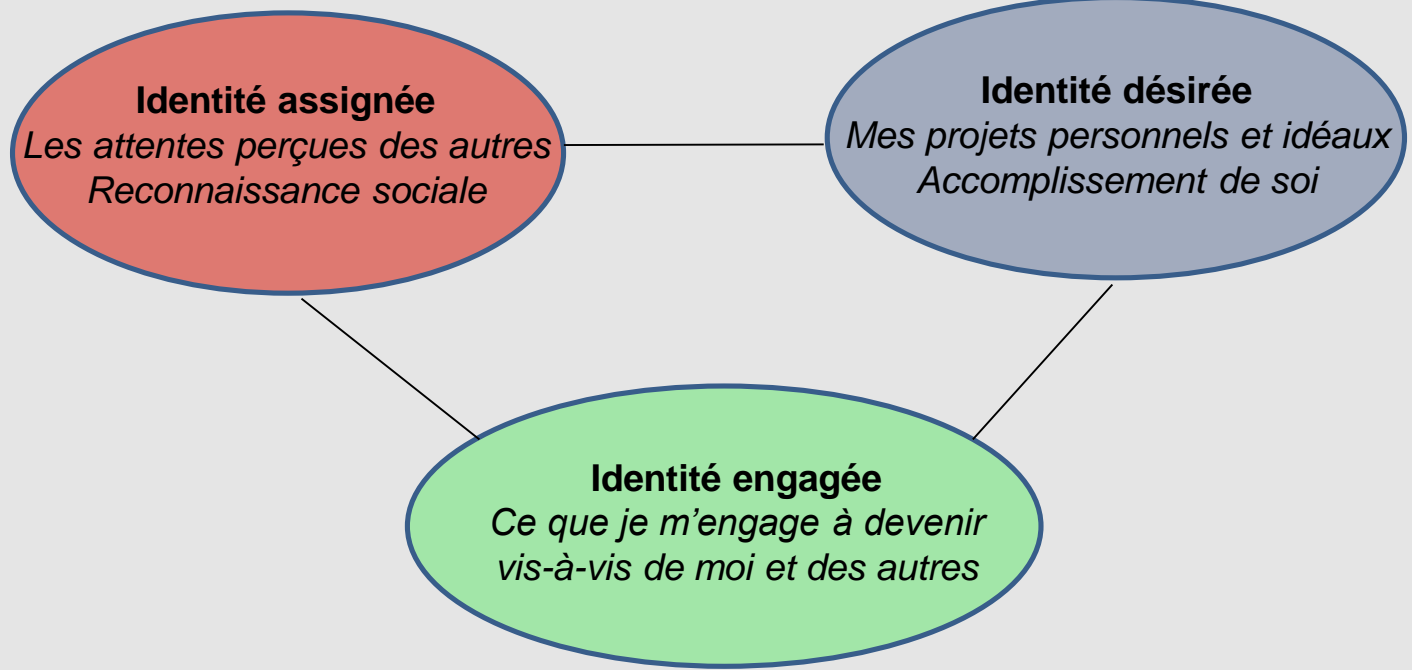 Identité assignée
Les attentes perçues des autres
Reconnaissance sociale
Identité désirée
Mes projets personnels et idéaux
Accomplissement de soi
Identité engagée
Ce que je m’engage à devenir
vis-à-vis de moi et des autres